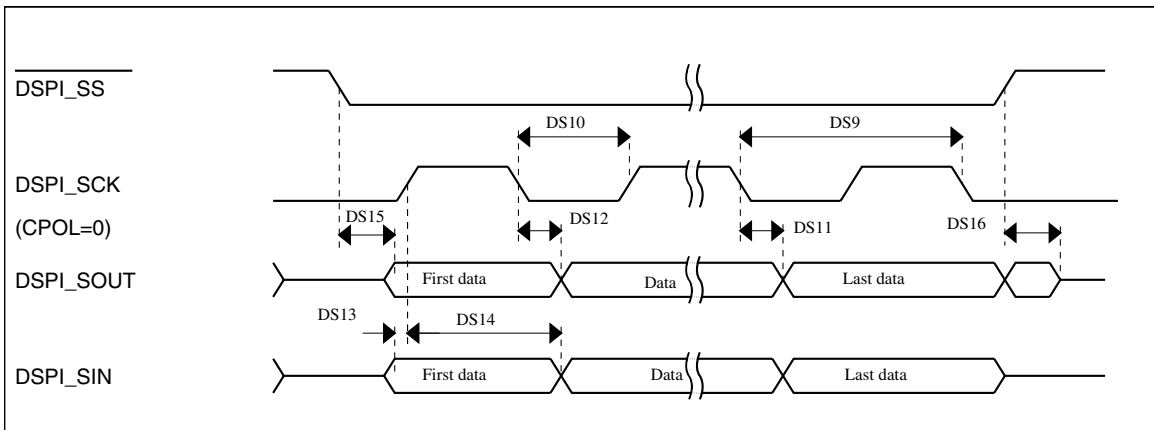 DSPI_SS
DS10
DS9
DSPI_SCK
(CPOL=0)
DS15
DS12
DS11
DS16
DSPI_SOUT
First data
Data
Last data
DS13
DS14
DSPI_SIN
First data
Data
Last data